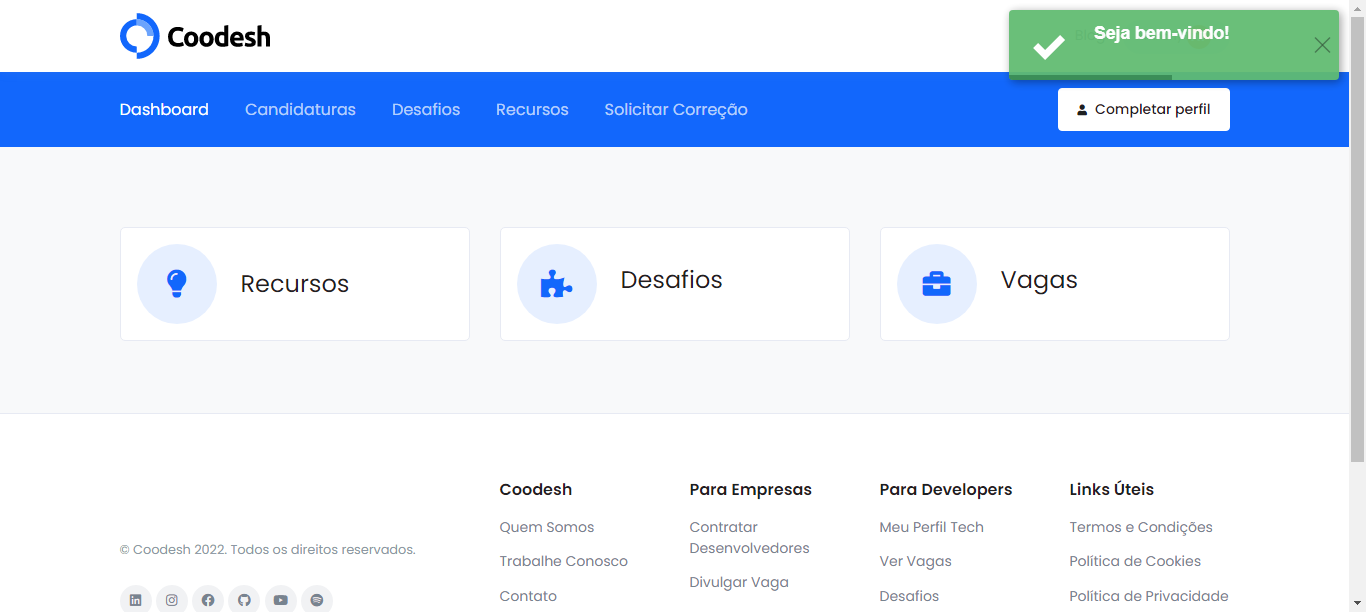 Coodesh
Seja bem-vindo!
Dashboard
Candidaturas
Desafios
Recursos
Solicitar Correção
Completar perfil
Recursos
Desafios
Vagas
© Coodesh 2022. Todos os direitos reservados.
Coodesh
Quem Somos
Trabalhe Conosco
Contato
Para Empresas
Contratar
Desenvolvedores
Divulgar Vaga
Para Developers
Meu Perfil Tech
Ver Vagas
Desafios
Links Úteis
Termos e Condições
Política de Cookies
Política de Privacidade